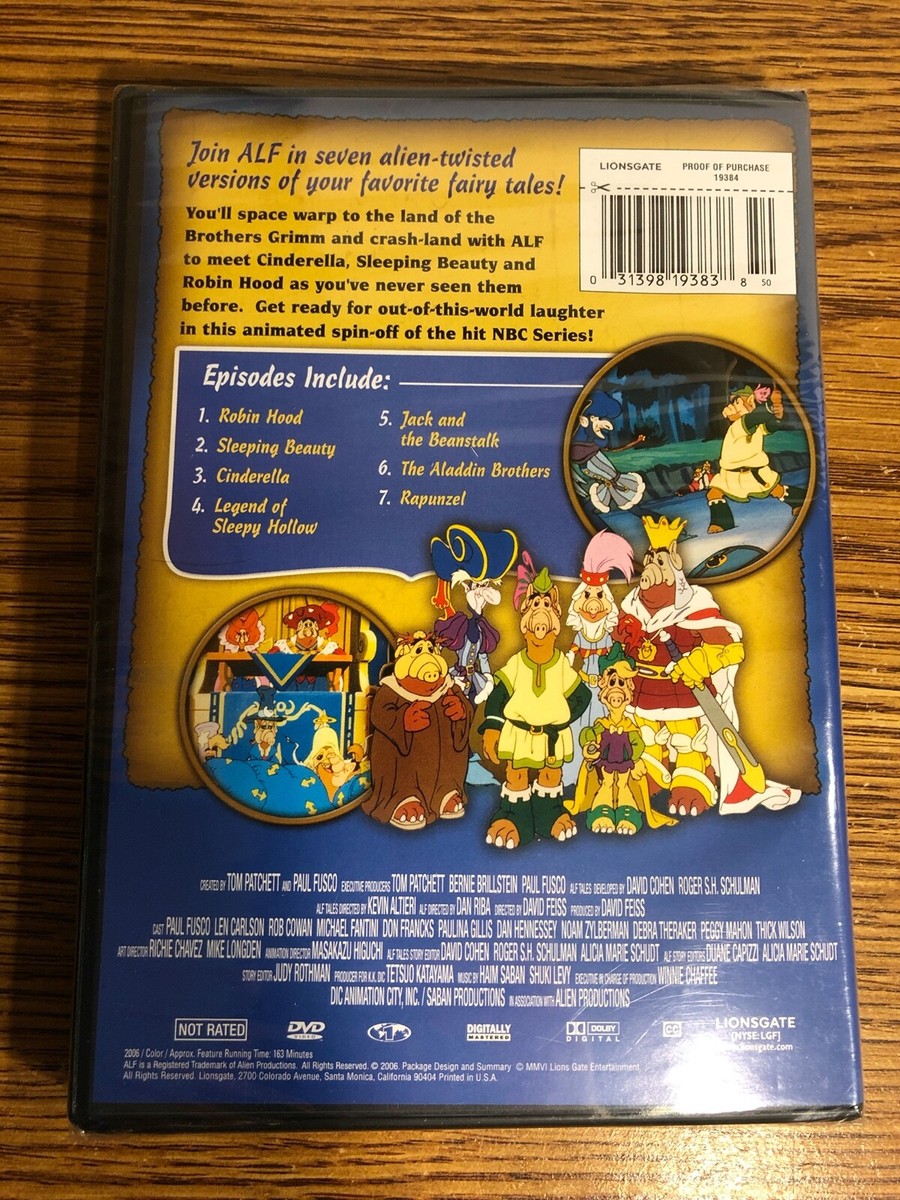 Join ALF in seven alien-twisted
versions of your favorite fairy tales!
You'll space warp to the land of the
Brothers Grimm and crash-land with ALF
to meet Cinderella, Sleeping Beauty and
Robin Hood as you've never seen them
before. Get ready for out-of-this-world laughter
in this animated spin-off of the hit NBC Series!
LIONSGATE PROOF OF PURCHASE
19384
0 31398 19383 8 50
Episodes Include:
1. Robin Hood
2. Sleeping Beauty
3. Cinderella
4. Legend of
Sleepy Hollow
5. Jack and
the Beanstalk
6. The Aladdin Brothers
7. Rapunzel
CREATED BY TOM PATCHETT AND PAUL FUSCO EXECUTIVE PRODUCERS TOM PATCHETT BERNIE BRILLSTEIN PAUL FUSCO ALF TALES DEVELOPED BY DAVID COHEN ROGER S.H. SCHULMAN
ALF TALES DIRECTED BY KEVIN ALTIERI ALF DIRECTED BY DAN RIBA DIRECTED BY DAVID FEISS PRODUCED BY DAVID FEISS
CAST PAUL FUSCO LEN CARLSON ROB COWAN MICHAEL FANTINI DON FRANCKS PAULINA GILLIS DAN HENNESSEY NOAM ZYLBERMAN DEBRA THERAKER PEGGY MAHON THICK WILSON
ART DIRECTOR RICHIE CHAVEZ MIKE LONGDEN ANIMATION DIRECTOR MASAKAZU HIGUCHI ALF TALES STORY EDITOR DAVID COHEN ROGER S.H. SCHULMAN ALICIA MARIE SCHUDT ALF STORY EDITORS DUANE CAPIZZI ALICIA MARIE SCHUDT
STORY EDITOR JUDY ROTHMAN PRODUCER FOR K.K. DIC TETSUO KATAYAMA MUSIC BY HAIM SABAN SHUKI LEVY EXECUTIVE IN CHARGE OF PRODUCTION WINNIE CHAFFEE
DIC ANIMATION CITY, INC. / SABAN PRODUCTIONS IN ASSOCIATION WITH ALIEN PRODUCTIONS
NOT RATED DVD VIDEO 1 DIGITALLY MASTERED DOLBY DIGITAL CC LIONSGATE
[NYSE:LGF]
lionsgate.com
2006 / Color / Approx. Feature Running Time: 163 Minutes
ALF is a Registered Trademark of Alien Productions. All Rights Reserved. © 2006. Package Design and Summary © MMVI Lions Gate Entertainment
All Rights Reserved. Lionsgate, 2700 Colorado Avenue, Santa Monica, California 90404 Printed in U.S.A.